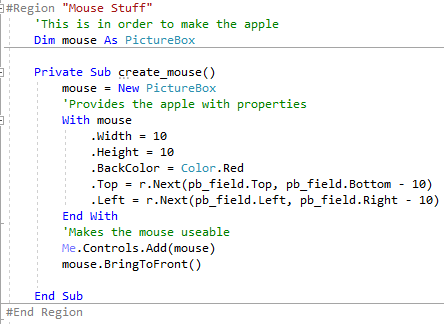 #Region "Mouse Stuff"
'This is in order to make the apple
Dim mouse As PictureBox
Private Sub create_mouse()
mouse = New PictureBox
'Provides the apple with properties
With mouse
.Width = 10
.Height = 10
.BackColor = Color.Red
.Top = r.Next(pb_field.Top, pb_field.Bottom - 10)
.Left = r.Next(pb_field.Left, pb_field.Right - 10)
End With
'Makes the mouse useable
Me.Controls.Add(mouse)
mouse.BringToFront()
End Sub
#End Region